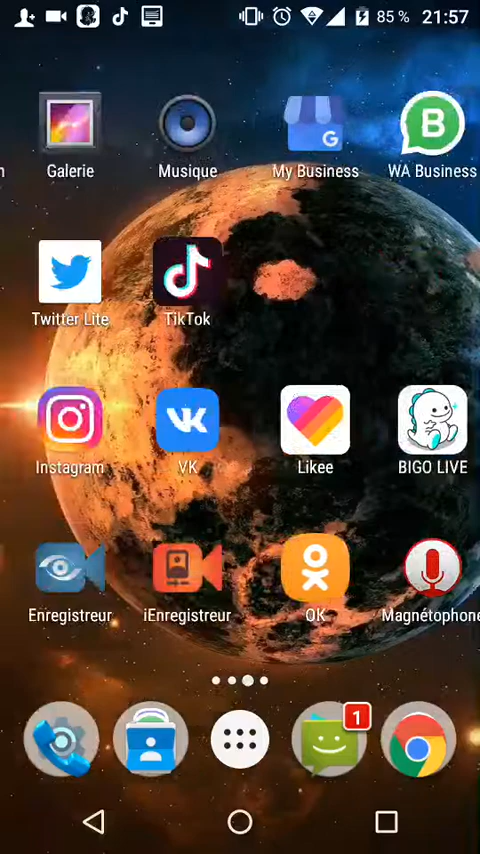 85 % 21:57
Galerie Musique My Business WA Business
G
B
Twitter Lite TikTok
Instagram VK Likee BIGO LIVE
Enregistreur iEnregistreur OK Magnétophone
1